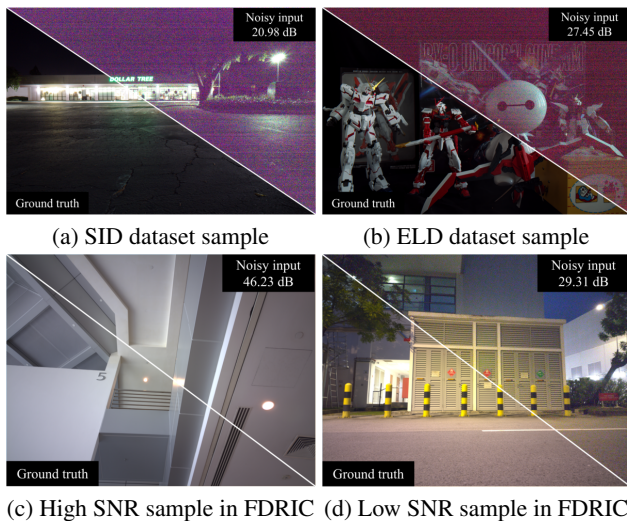 Noisy input
20.98 dB
DOLLAR TREE
Ground truth
(a) SID dataset sample
Noisy input
27.45 dB
Ground truth
(b) ELD dataset sample
Noisy input
46.23 dB
5
Ground truth
(c) High SNR sample in FDRIC
Noisy input
29.31 dB
Ground truth
(d) Low SNR sample in FDRIC